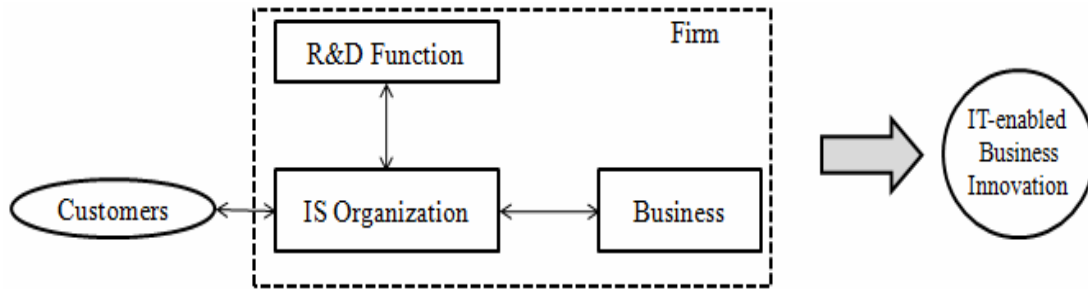 Firm
R&D Function
Customers
IS Organization
Business
IT-enabled
Business
Innovation